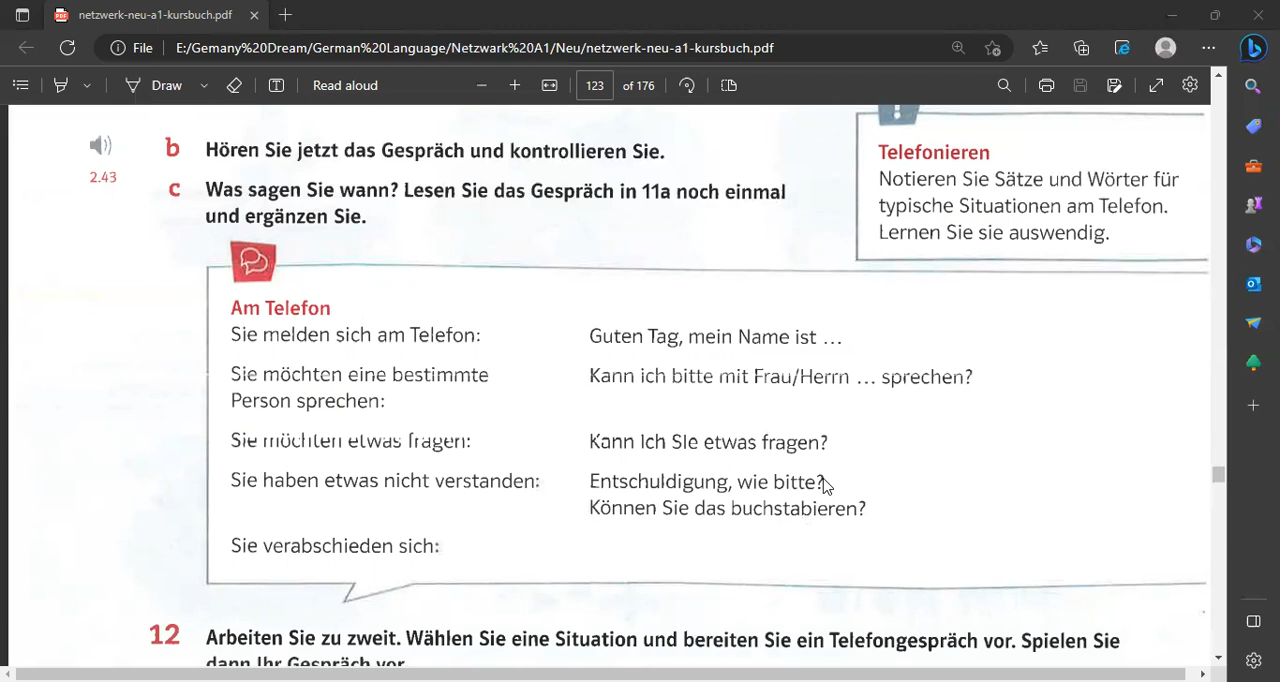 netzwerk-neu-a1-kursbuch.pdf
File E:/Gemany%20Dream/German%20Language/Netzwark%20A1/Neu/netzwerk-neu-a1-kursbuch.pdf
Draw Read aloud 123 of 176
b Hören Sie jetzt das Gespräch und kontrollieren Sie.
2.43
c Was sagen Sie wann? Lesen Sie das Gespräch in 11a noch einmal
und ergänzen Sie.
Telefonieren
Notieren Sie Sätze und Wörter für
typische Situationen am Telefon.
Lernen Sie sie auswendig.
Am Telefon
Sie melden sich am Telefon: Guten Tag, mein Name ist ...
Sie möchten eine bestimmte Kann ich bitte mit Frau/Herrn ... sprechen?
Person sprechen:
Sie möchten etwas fragen: Kann ich Sie etwas fragen?
Sie haben etwas nicht verstanden: Entschuldigung, wie bitte?
Können Sie das buchstabieren?
Sie verabschieden sich:
12 Arbeiten Sie zu zweit. Wählen Sie eine Situation und bereiten Sie ein Telefongespräch vor. Spielen Sie
dann Ihr Gespräch vor